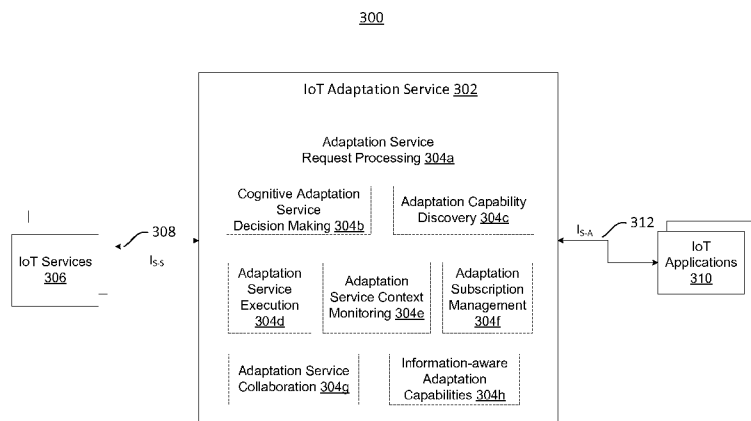 300
IoT Adaptation Service 302
Adaptation Service
Request Processing 304a
Cognitive Adaptation
Service
Decision Making 304b
Adaptation Capability
Discovery 304c
308
I S-S
IoT Services
306
I S-A
312
IoT
Applications
310
Adaptation
Service
Execution
304d
Adaptation
Service Context
Monitoring 304e
Adaptation
Subscription
Management 304f
Adaptation Service
Collaboration 304g
Information-aware
Adaptation
Capabilities 304h